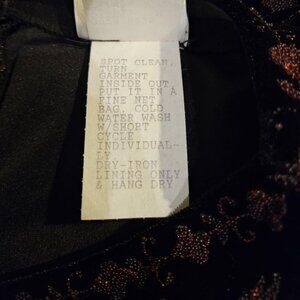 SPOT CLEAN,
TURN
GARMENT
INSIDE OUT
PUT IT IN A
FINE NET
BAG, COLD
WATER WASH
W/SHORT
CYCLE
INDIVIDUAL-
LY
DRY-IRON
LINING ONLY
& HANG DRY